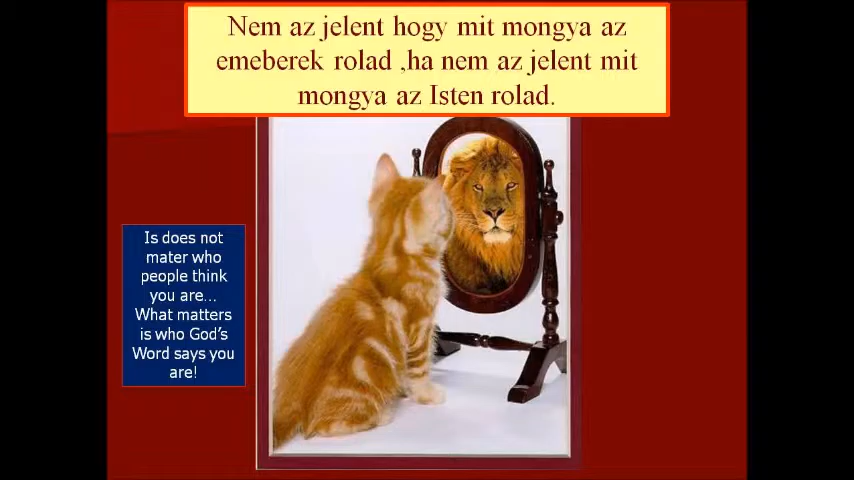 Nem az jelent hogy mit mongya az
emeberek rolad ,ha nem az jelent mit
mongya az Isten rolad.
Is does not
mater who
people think
you are...
What matters
is who God's
Word says you
are!